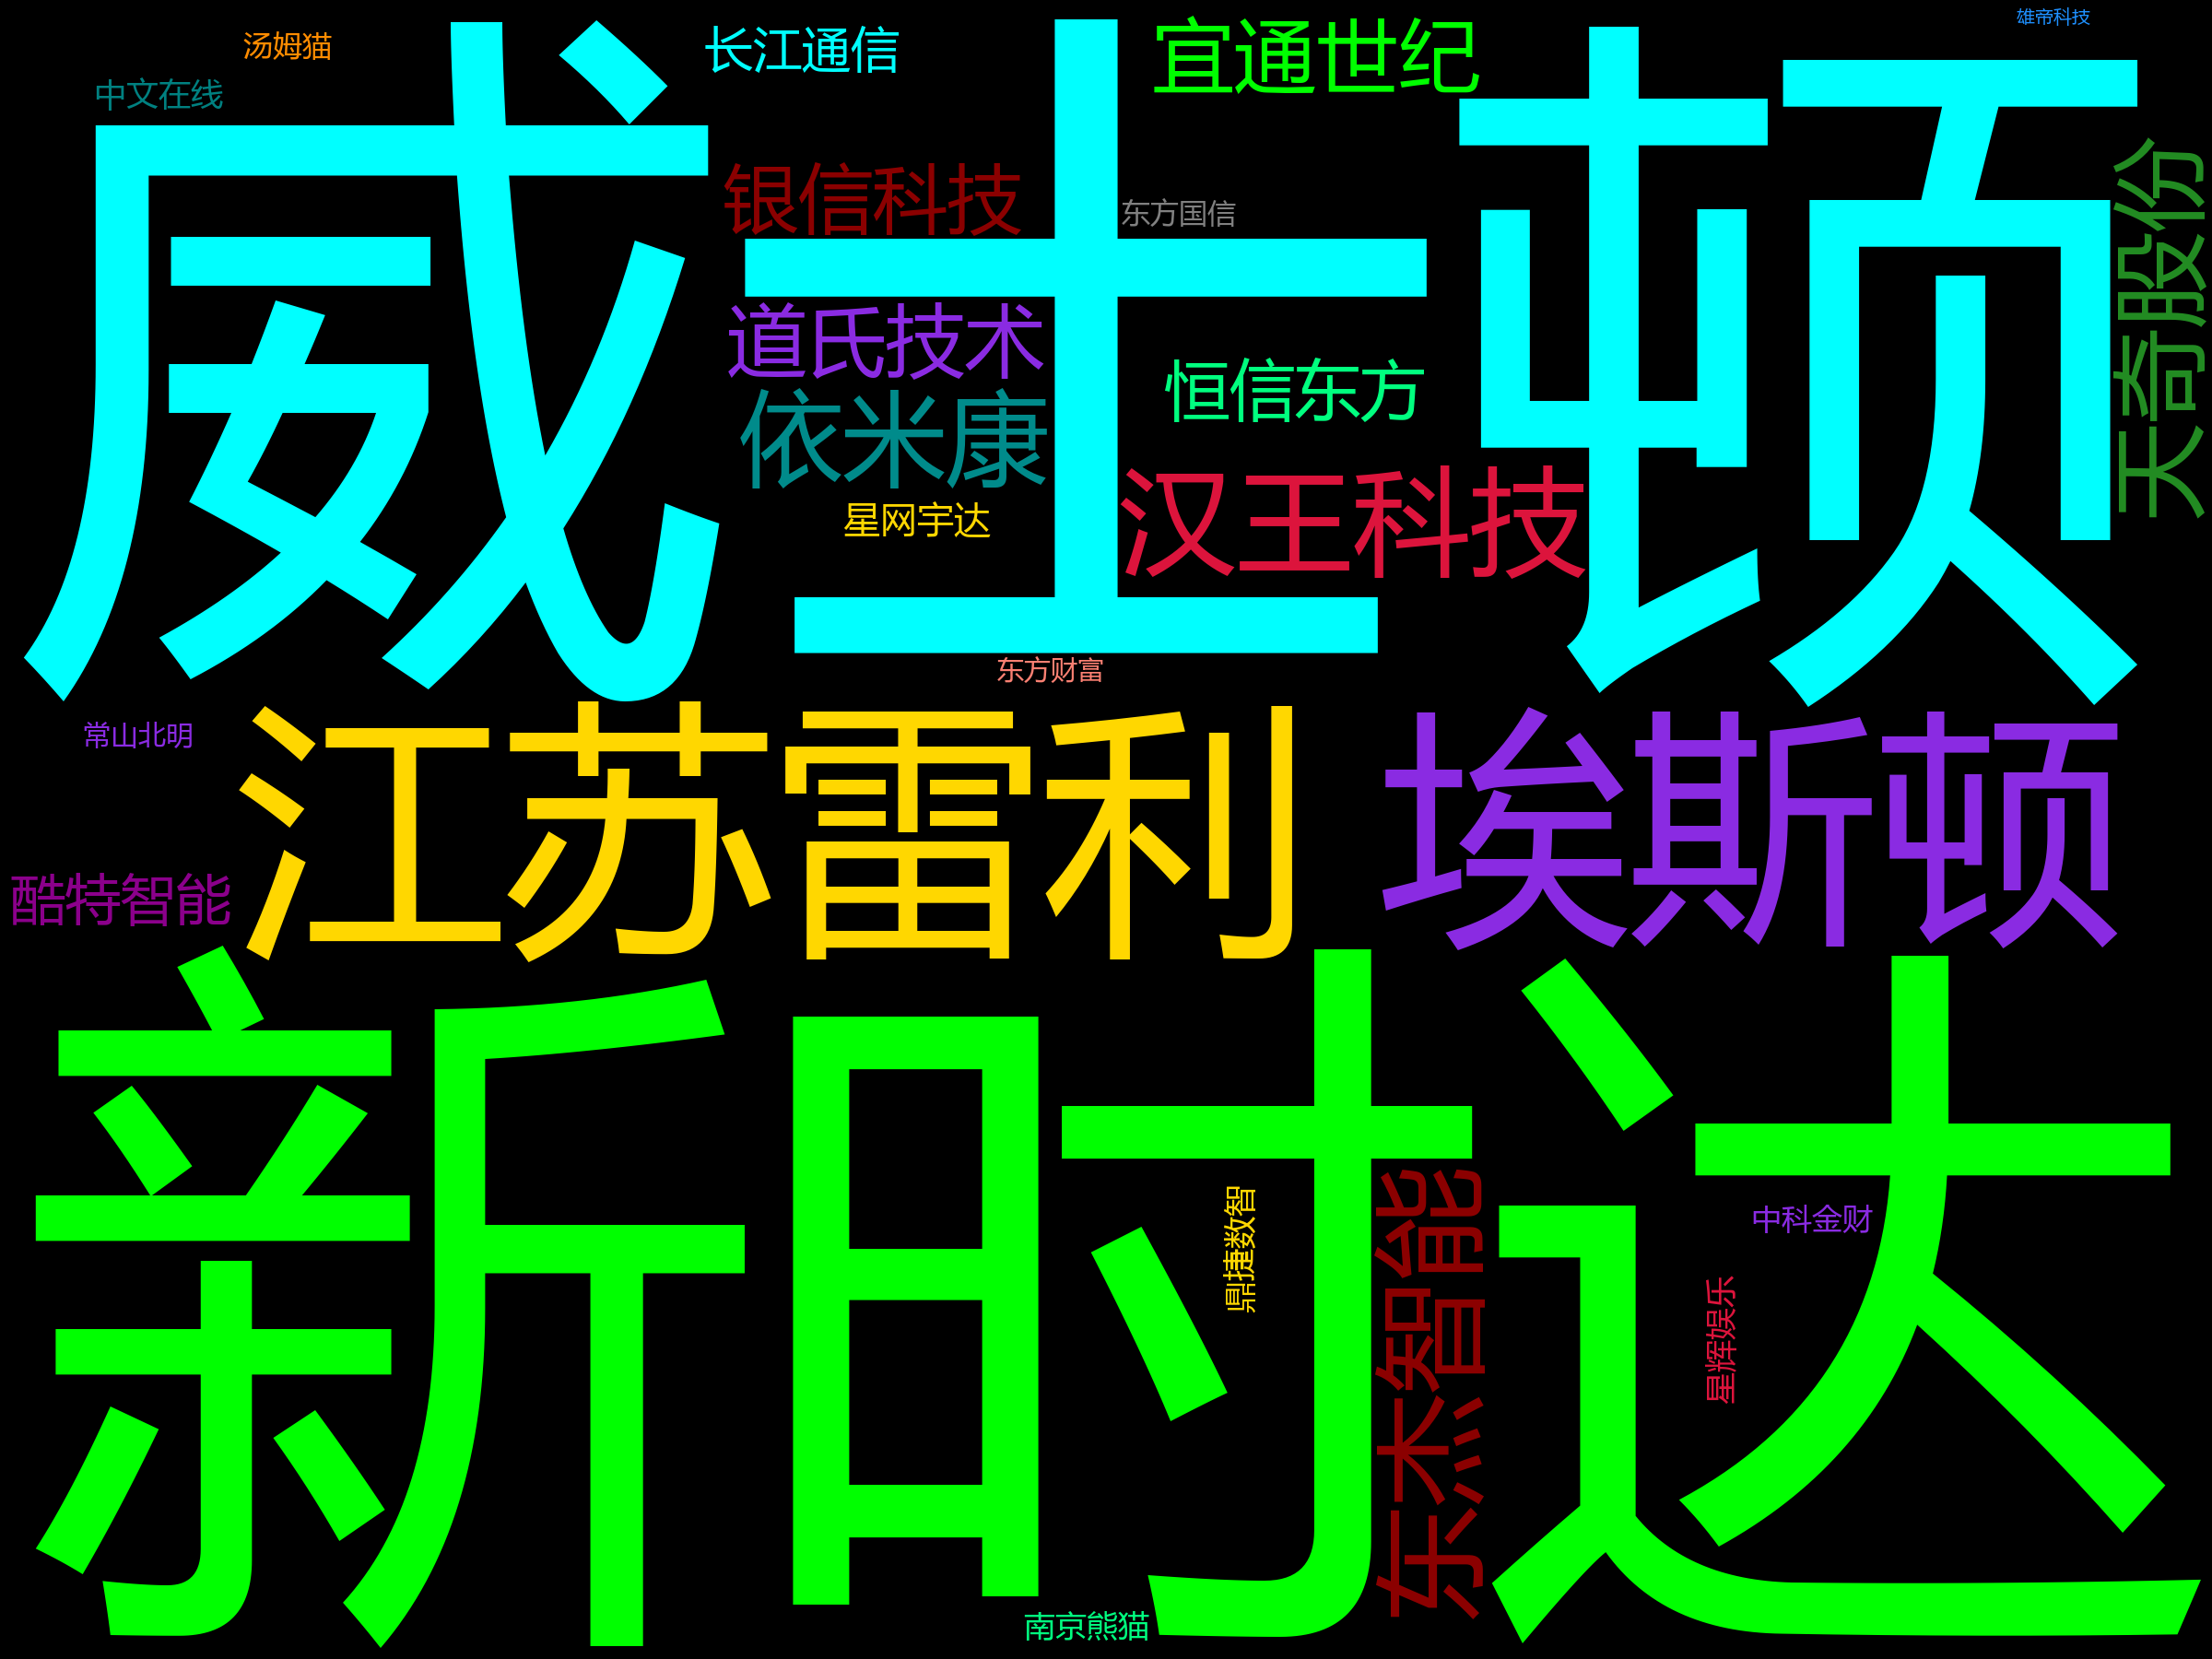 雄帝科技
宜通世纪
汤姆猫
长江通信
中文在线
威士顿
银信科技
东方国信
天奇股份
道氏技术
恒信东方
依米康
汉王科技
星网宇达
东方财富
常山北明
江苏雷利
埃斯顿
酷特智能
新时达
鼎捷数智
东杰智能
中科金财
星辉娱乐
南京熊猫